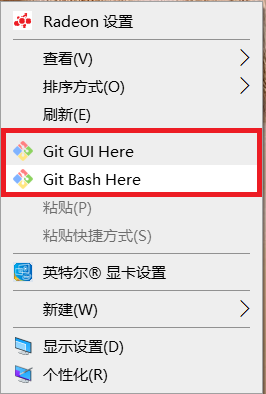 Radeon 设置
查看(V)
排序方式(O)
刷新(E)
Git GUI Here
Git Bash Here
粘贴(P)
粘贴快捷方式(S)
英特尔® 显卡设置
新建(W)
显示设置(D)
个性化(R)